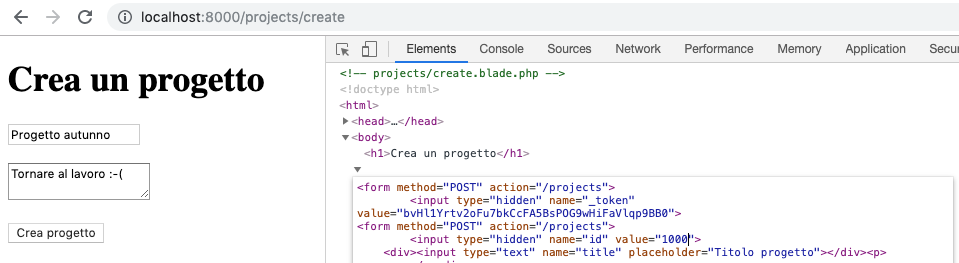 localhost:8000/projects/create
Elements Console Sources Network Performance Memory Application Secu
Crea un progetto
Progetto autunno
Tornare al lavoro :-(
Crea progetto
<!-- projects/create.blade.php -->
<!doctype html>
<html>
<head>…</head>
<body>
<h1>Crea un progetto</h1>
<form method="POST" action="/projects">
<input type="hidden" name="_token"
value="bvHl1Yrtv2oFu7bkCcFA5BsPOG9wHiFaVlqp9BB0">
<form method="POST" action="/projects">
<input type="hidden" name="id" value="1000">
<div><input type="text" name="title" placeholder="Titolo progetto"></div><p>